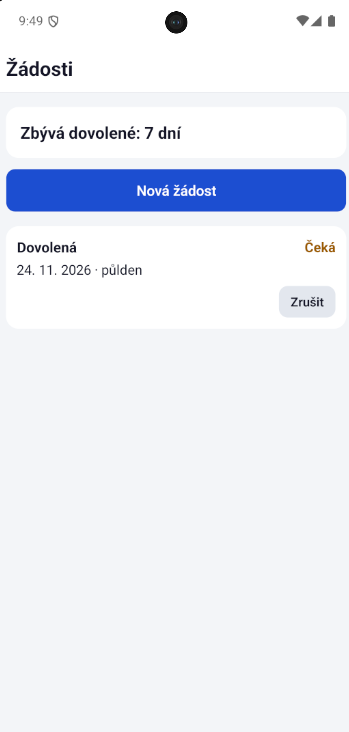 9:49
Žádosti
Zbývá dovolené: 7 dní
Nová žádost
Dovolená
Čeká
24. 11. 2026 · půlden
Zrušit